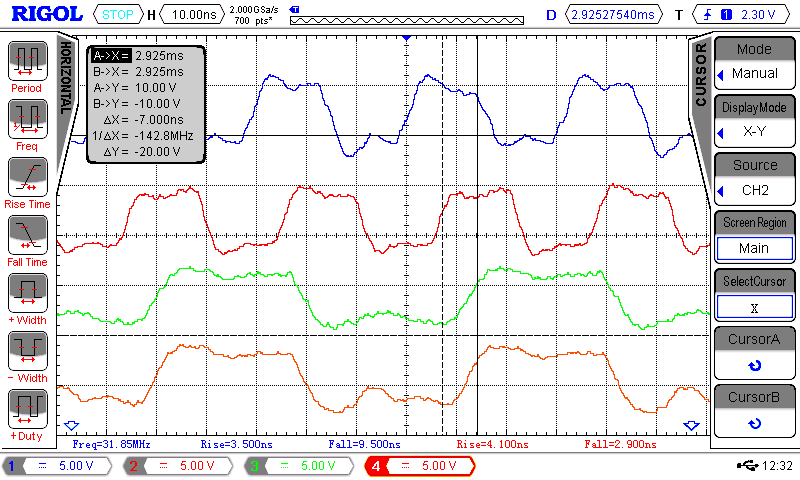 RIGOL STOP H 10.00ns 2.000GSa/s 700 pts* D 2.92527540ms T 1 2.30 V
HORIZONTAL
Period
Freq
Rise Time
Fall Time
+Width
-Width
+Duty
A->X= 2.925ms
B->X= 2.925ms
A->Y= 10.00 V
B->Y= -10.00 V
ΔX= -7.000ns
1/ΔX= -142.8MHz
ΔY= -20.00 V
CURSOR
Mode
Manual
DisplayMode
X-Y
Source
CH2
Screen Region
Main
SelectCursor
X
CursorA
CursorB
Freq=31.85MHz Rise=3.500ns Fall=9.500ns Rise=4.100ns Fall=2.900ns
1 5.00 V 2 5.00 V 3 5.00 V 4 5.00 V 12:32